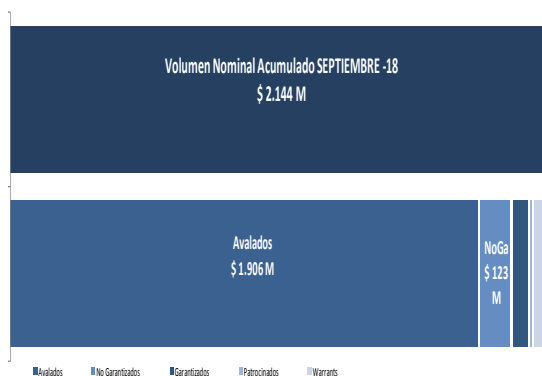 Volumen Nominal Acumulado SEPTIEMBRE -18
$ 2.144 M
Avalados
$ 1.906 M
NoGa
$ 123
M
Avalados No Garantizados Garantizados Patrocinados Warrants